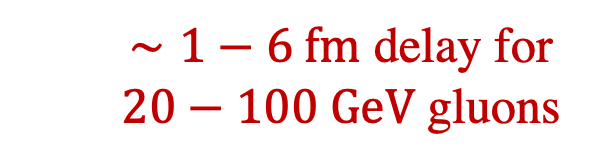 ~ 1 − 6 fm delay for
20 − 100 GeV gluons